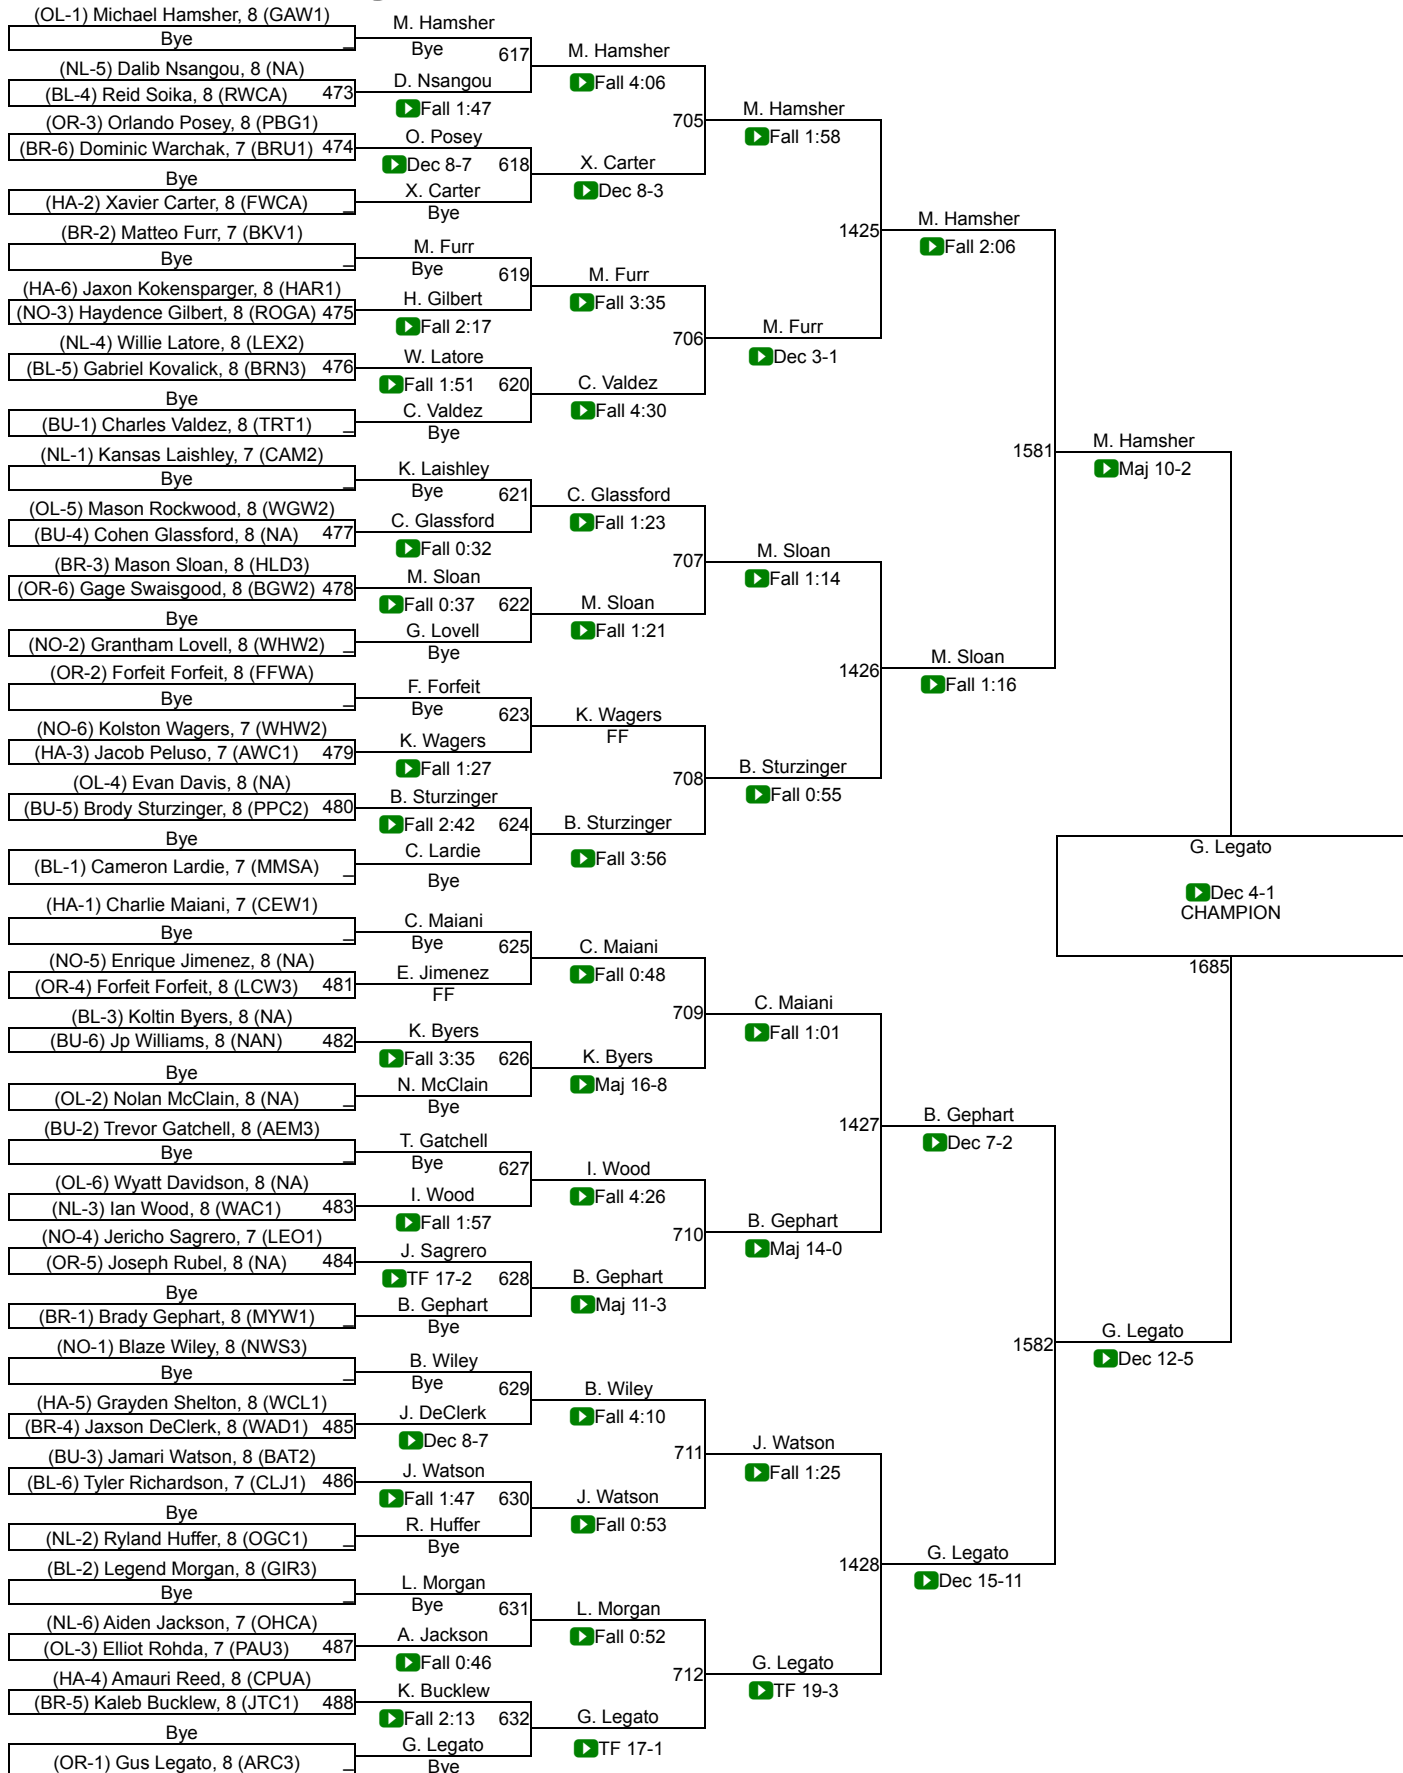 (OL-1) Michael Hamsher, 8 (GAW1)
Bye
(NL-5) Dalib Nsangou, 8 (NA)
(BL-4) Reid Soika, 8 (RWCA) 473
(OR-3) Orlando Posey, 8 (PBG1)
(BR-6) Dominic Warchak, 7 (BRU1) 474
Bye
(HA-2) Xavier Carter, 8 (FWCA)
(BR-2) Matteo Furr, 7 (BKV1)
Bye
(HA-6) Jaxon Kokensparger, 8 (HAR1)
(NO-3) Haydence Gilbert, 8 (ROGA) 475
(NL-4) Willie Latore, 8 (LEX2)
(BL-5) Gabriel Kovalick, 8 (BRN3) 476
Bye
(BU-1) Charles Valdez, 8 (TRT1)
(NL-1) Kansas Laishley, 7 (CAM2)
Bye
(OL-5) Mason Rockwood, 8 (WGW2)
(BU-4) Cohen Glassford, 8 (NA) 477
(BR-3) Mason Sloan, 8 (HLD3)
(OR-6) Gage Swaisgood, 8 (BGW2) 478
Bye
(NO-2) Grantham Lovell, 8 (WHW2)
(OR-2) Forfeit Forfeit, 8 (FFWA)
Bye
(NO-6) Kolston Wagers, 7 (WHW2)
(HA-3) Jacob Peluso, 7 (AWC1) 479
(OL-4) Evan Davis, 8 (NA)
(BU-5) Brody Sturzinger, 8 (PPC2) 480
Bye
(BL-1) Cameron Lardie, 7 (MMSA)
(HA-1) Charlie Maiani, 7 (CEW1)
Bye
(NO-5) Enrique Jimenez, 8 (NA)
(OR-4) Forfeit Forfeit, 8 (LCW3) 481
(BL-3) Koltin Byers, 8 (NA)
(BU-6) Jp Williams, 8 (NAN) 482
Bye
(OL-2) Nolan McClain, 8 (NA)
(BU-2) Trevor Gatchell, 8 (AEM3)
Bye
(OL-6) Wyatt Davidson, 8 (NA)
(NL-3) Ian Wood, 8 (WAC1) 483
(NO-4) Jericho Sagrero, 7 (LEO1)
(OR-5) Joseph Rubel, 8 (NA) 484
Bye
(BR-1) Brady Gephart, 8 (MYW1)
(NO-1) Blaze Wiley, 8 (NWS3)
Bye
(HA-5) Grayden Shelton, 8 (WCL1)
(BR-4) Jaxson DeClerk, 8 (WAD1) 485
(BU-3) Jamari Watson, 8 (BAT2)
(BL-6) Tyler Richardson, 7 (CLJ1) 486
Bye
(NL-2) Ryland Huffer, 8 (OGC1)
(BL-2) Legend Morgan, 8 (GIR3)
Bye
(NL-6) Aiden Jackson, 7 (OHCA)
(OL-3) Elliot Rohda, 7 (PAU3) 487
(HA-4) Amauri Reed, 8 (CPUA)
(BR-5) Kaleb Bucklew, 8 (JTC1) 488
Bye
(OR-1) Gus Legato, 8 (ARC3)
M. Hamsher
Bye 617
D. Nsangou
Fall 1:47
O. Posey
Dec 8-7 618
X. Carter
Bye
M. Furr
Bye 619
H. Gilbert
Fall 2:17
W. Latore
Fall 1:51 620
C. Valdez
Bye
K. Laishley
Bye 621
C. Glassford
Fall 0:32
M. Sloan
Fall 0:37 622
G. Lovell
Bye
F. Forfeit
Bye 623
K. Wagers
Fall 1:27
B. Sturzinger
Fall 2:42 624
C. Lardie
Bye
C. Maiani
Bye 625
E. Jimenez
FF
K. Byers
Fall 3:35 626
N. McClain
Bye
T. Gatchell
Bye 627
I. Wood
Fall 1:57
J. Sagrero
TF 17-2 628
B. Gephart
Bye
B. Wiley
Bye 629
J. DeClerk
Dec 8-7
J. Watson
Fall 1:47 630
R. Huffer
Bye
L. Morgan
Bye 631
A. Jackson
Fall 0:46
K. Bucklew
Fall 2:13 632
G. Legato
Bye
M. Hamsher
Fall 4:06
705
X. Carter
Dec 8-3
M. Furr
Fall 3:35
706
C. Valdez
Fall 4:30
C. Glassford
Fall 1:23
707
M. Sloan
Fall 1:21
K. Wagers
FF
708
B. Sturzinger
Fall 3:56
C. Maiani
Fall 0:48
709
K. Byers
Maj 16-8
I. Wood
Fall 4:26
710
B. Gephart
Maj 11-3
B. Wiley
Fall 4:10
711
J. Watson
Fall 0:53
L. Morgan
Fall 0:52
712
G. Legato
TF 17-1
M. Hamsher
Fall 1:58
1425
M. Furr
Dec 3-1
M. Sloan
Fall 1:14
1426
B. Sturzinger
Fall 0:55
C. Maiani
Fall 1:01
1427
B. Gephart
Maj 14-0
J. Watson
Fall 1:25
1428
G. Legato
TF 19-3
M. Hamsher
Fall 2:06
1581
M. Sloan
Fall 1:16
B. Gephart
Dec 7-2
1582
G. Legato
Dec 15-11
M. Hamsher
Maj 10-2
G. Legato
Dec 12-5
G. Legato
Dec 4-1
CHAMPION
1685